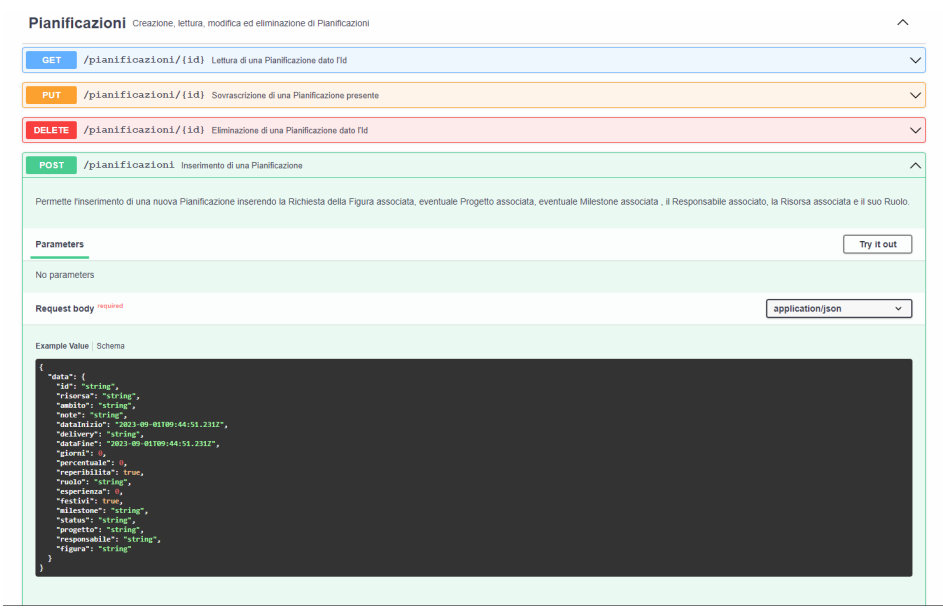 Pianificazioni Creazione, lettura, modifica ed eliminazione di Pianificazioni
GET /pianificazioni/{id} Lettura di una Pianificazione dato l'Id
PUT /pianificazioni/{id} Sovrascrizione di una Pianificazione presente
DELETE /pianificazioni/{id} Eliminazione di una Pianificazione dato l'Id
POST /pianificazioni Inserimento di una Pianificazione
Permette l'inserimento di una nuova Pianificazione inserendo la Richiesta della Figura associata, eventuale Progetto associata, eventuale Milestone associata , il Responsabile associato, la Risorsa associata e il suo Ruolo.
Parameters Try it out
No parameters
Request body required application/json
Example Value Schema
{
"data": {
"id": "string",
"risorsa": "string",
"ambito": "string",
"note": "string",
"dataInizio": "2023-09-01T09:44:51.231Z",
"delivery": "string",
"dataFine": "2023-09-01T09:44:51.231Z",
"giorni": 0,
"percentuale": 0,
"reperibilita": true,
"ruolo": "string",
"esperienza": 0,
"festivi": true,
"milestone": "string",
"status": "string",
"progetto": "string",
"responsabile": "string",
"figura": "string"
}
}